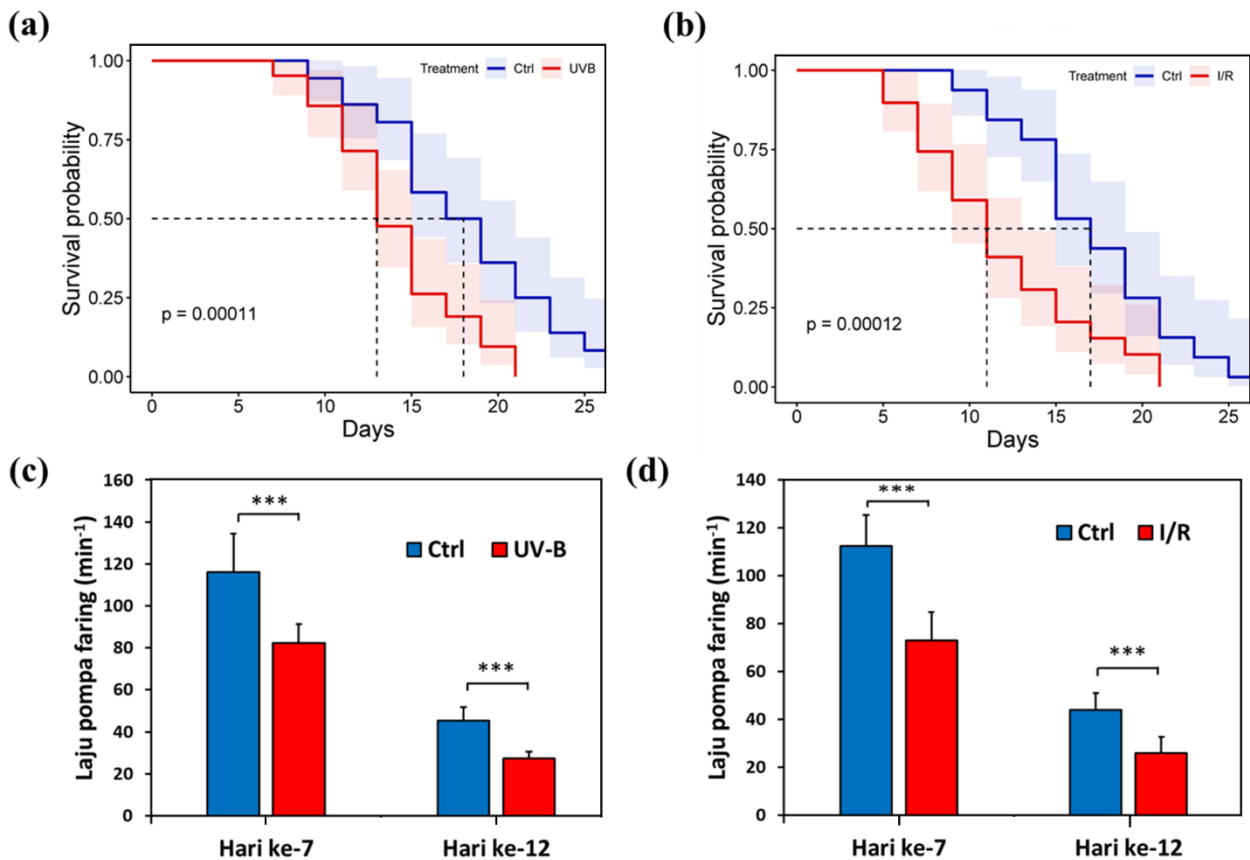 (a)
Treatment Ctrl UVB
Survival probability
1.00
0.75
0.50
0.25
0.00
p = 0.00011
0 5 10 15 20 25
Days
(b)
Treatment Ctrl I/R
Survival probability
1.00
0.75
0.50
0.25
0.00
p = 0.00012
0 5 10 15 20 25
Days
(c)
Laju pompa faring (min⁻¹)
160
140
120
100
80
60
40
20
0
***
***
Ctrl UV-B
Hari ke-7 Hari ke-12
(d)
Laju pompa faring (min⁻¹)
140
120
100
80
60
40
20
0
***
***
Ctrl I/R
Hari ke-7 Hari ke-12